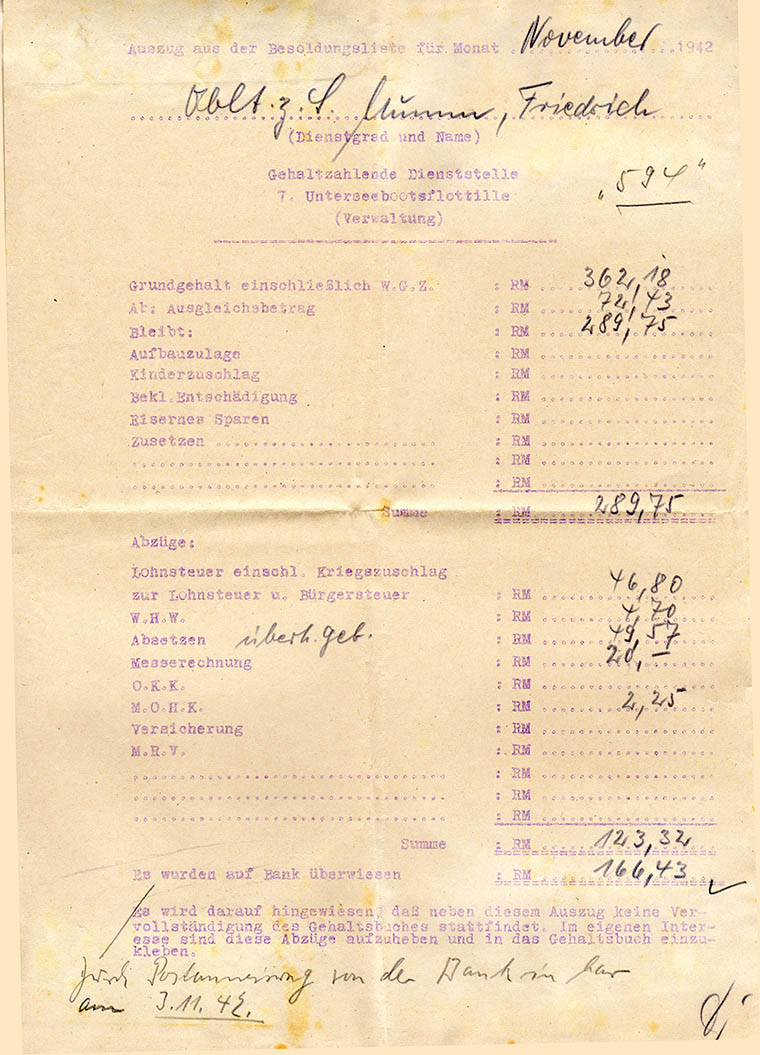 Auszug aus der Besoldungsliste für Monat November 1942
Oblt. z. S. Mumm, Friedrich
(Dienstgrad und Name)
Gehaltzahlende Dienststelle
7. Unterseebootsflottille
„594“
(Verwaltung)
Grundgehalt einschließlich W.G.Z. : RM 362,18
Ab: Ausgleichsbetrag : RM 72,43
Bleibt: : RM 289,75
Aufbauzulage : RM
Kinderzuschlag : RM
Bekl.Entschädigung : RM
Eisernes Sparen : RM
Zusetzen : RM
: RM
: RM
Summe : RM 289,75
Abzüge:
Lohnsteuer einschl. Kriegszuschlag
zur Lohnsteuer u. Bürgersteuer : RM 46,80
W.H.W. : RM 4,70
Absetzen überh. geb. : RM 49,57
Messerechnung : RM 20,-
O.K.K. : RM
M.O.H.K. : RM 2,25
Versicherung : RM
M.R.V. : RM
: RM
: RM
: RM
Summe : RM 123,32
Es wurden auf Bank überwiesen : RM 166,43
Es wird darauf hingewiesen, daß neben diesem Auszug keine Ver-
vollständigung des Gehaltsbuches stattfindet. Im eigenen Inter-
esse sind diese Abzüge aufzuheben und in das Gehaltsbuch einzu-
kleben.
durch Postanweisung von der Bank in bar
am 3.11.42.